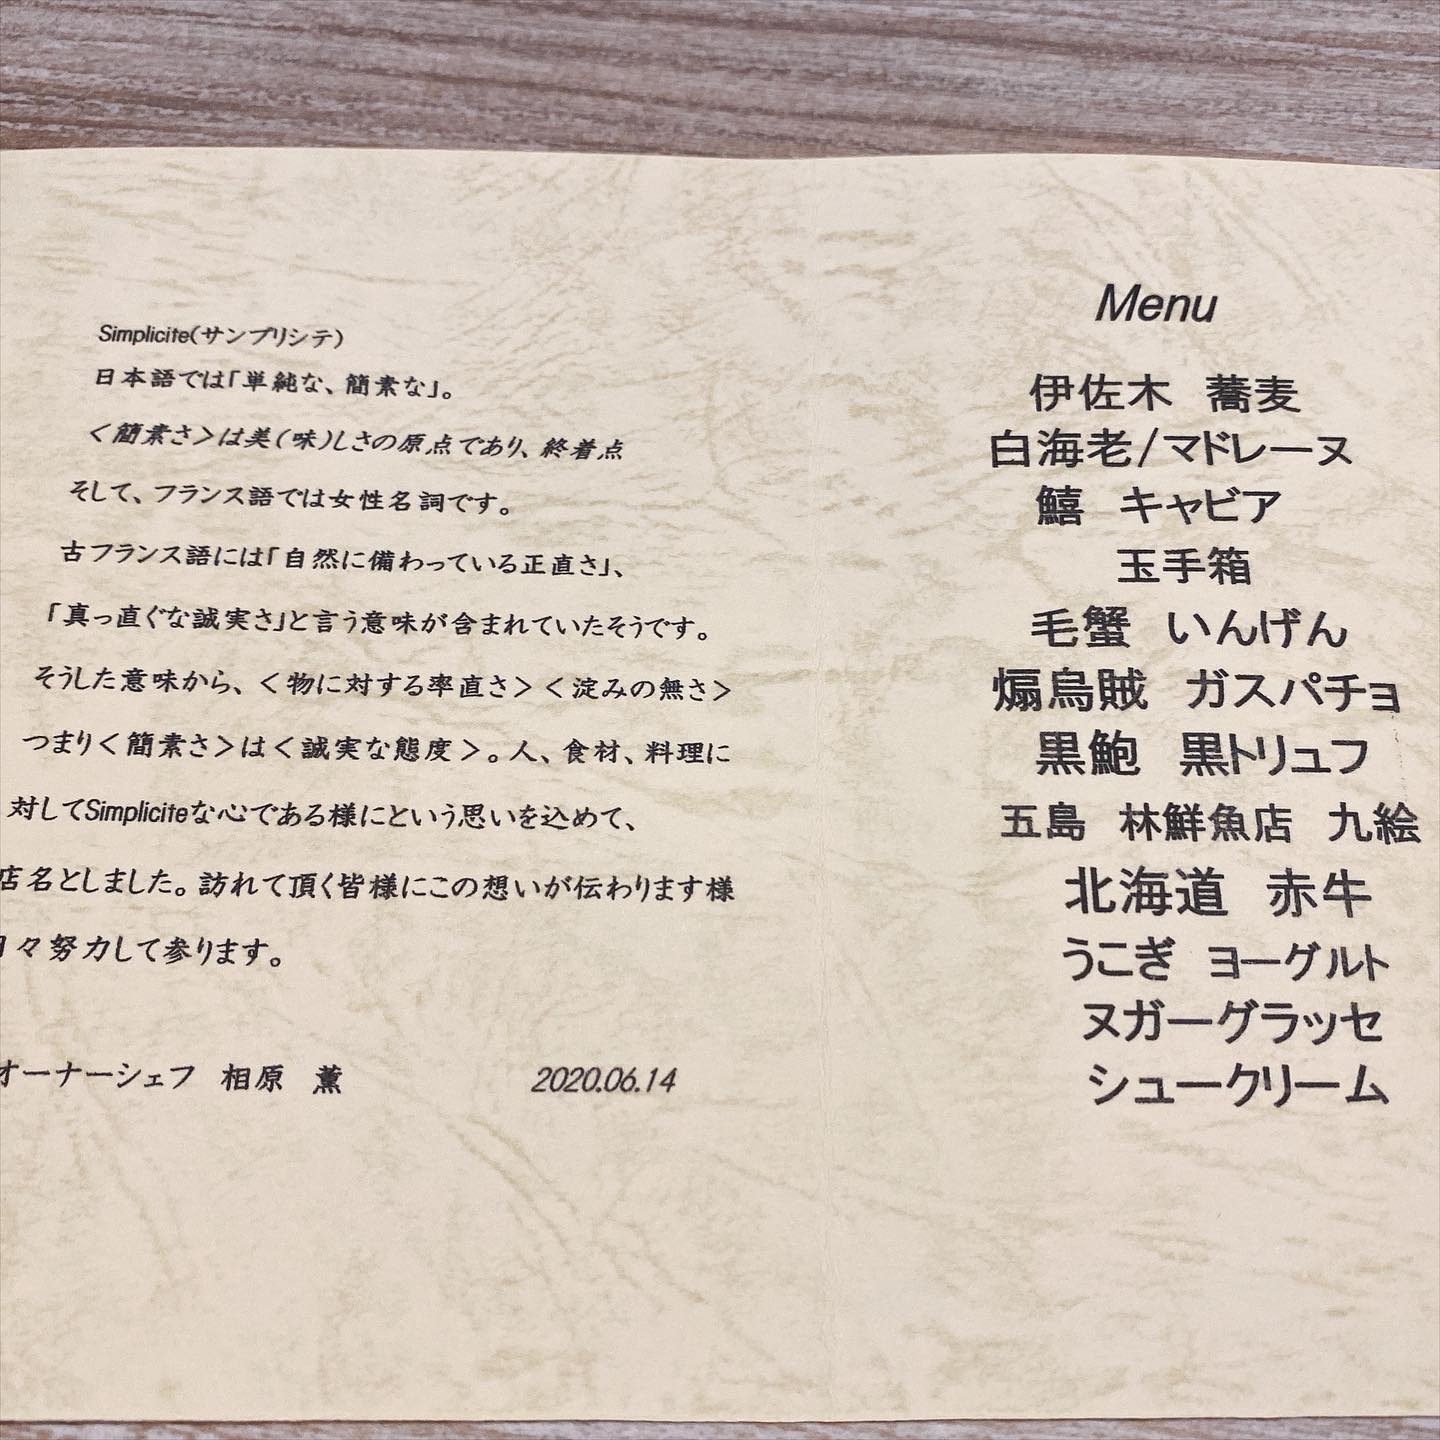 Simplicite(サンプリシテ)
日本語では「単純な、簡素な」。
<簡素さ>は美(味)しさの原点であり、終着点
そして、フランス語では女性名詞です。
古フランス語には「自然に備わっている正直さ」、
「真っ直ぐな誠実さ」と言う意味が含まれていたそうです。
そうした意味から、<物に対する率直さ><淀みの無さ>
つまり<簡素さ>は<誠実な態度>。人、食材、料理に
対してSimpliciteな心である様にという思いを込めて、
店名としました。訪れて頂く皆様にこの想いが伝わります様
日々努力して参ります。
オーナーシェフ 相原 薫 2020.06.14
Menu
伊佐木 蕎麦
白海老/マドレーヌ
鱚 キャビア
玉手箱
毛蟹 いんげん
煽烏賊 ガスパチョ
黒鮑 黒トリュフ
五島 林鮮魚店 九絵
北海道 赤牛
うこぎ ヨーグルト
ヌガーグラッセ
シュークリーム